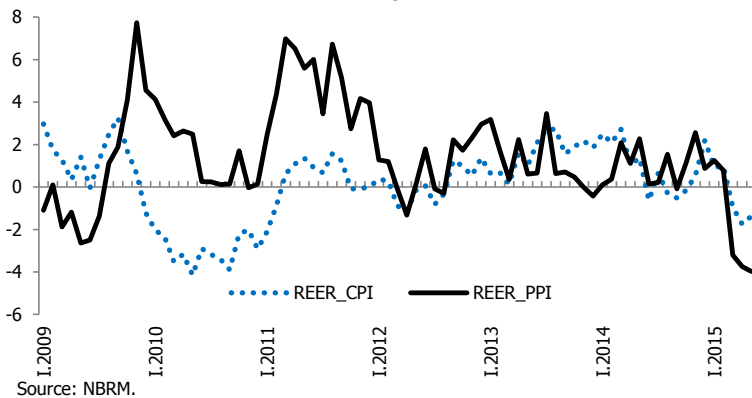 8
6
4
2
0
-2
-4
-6
REER_CPI REER_PPI
I.2009
I.2010
I.2011
I.2012
I.2013
I.2014
I.2015
Source: NBRM.